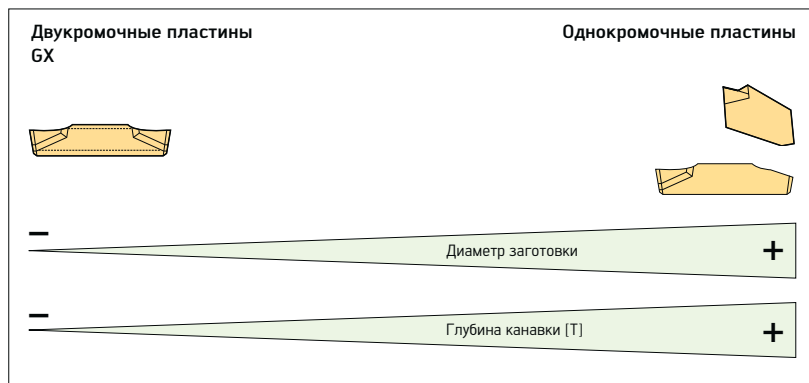 Двукромочные пластины
GX
Однокромочные пластины
−
Диаметр заготовки
+
−
Глубина канавки [T]
+